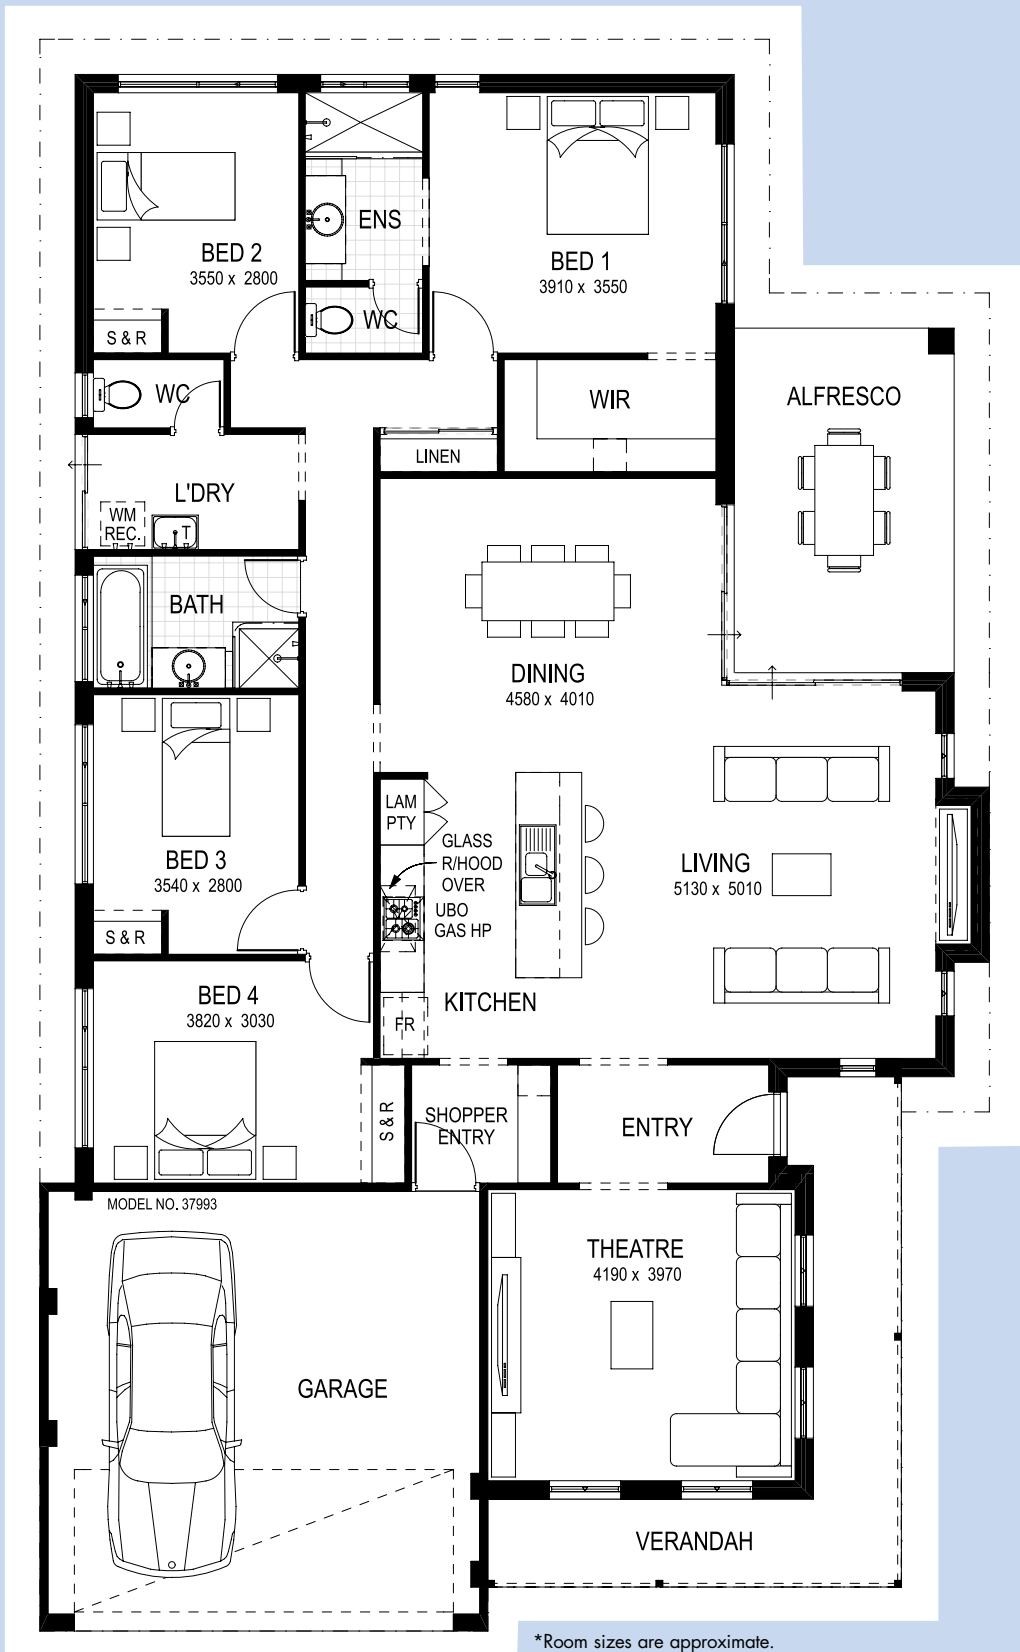 BED 2
3550 x 2800
S & R
ENS
WC
BED 1
3910 x 3550
WC
WIR
LINEN
ALFRESCO
L'DRY
WM
REC.
T
BATH
DINING
4580 x 4010
BED 3
3540 x 2800
S & R
LAM
PTY
GLASS
R/HOOD
OVER
UBO
GAS HP
LIVING
5130 x 5010
KITCHEN
FR
BED 4
3820 x 3030
S & R
SHOPPER
ENTRY
ENTRY
MODEL NO. 37993
THEATRE
4190 x 3970
GARAGE
VERANDAH
*Room sizes are approximate.